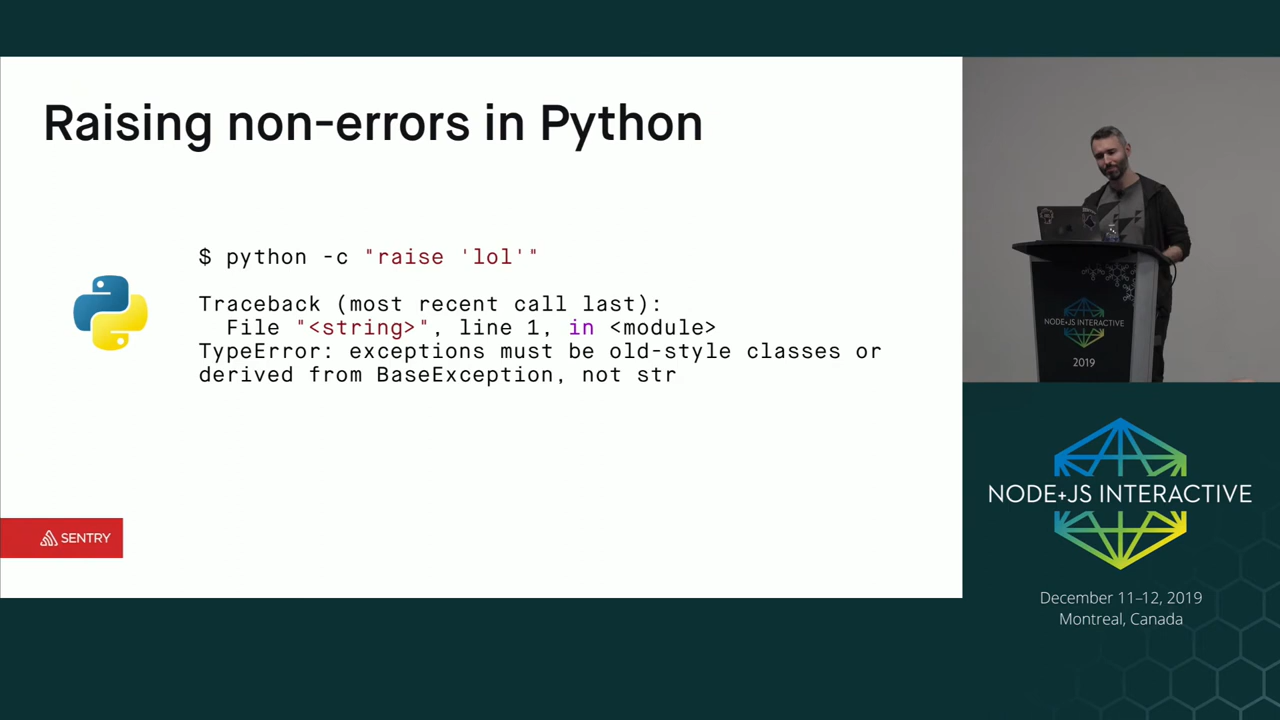 Raising non-errors in Python
$ python -c "raise 'lol'"
Traceback (most recent call last):
File "<string>", line 1, in <module>
TypeError: exceptions must be old-style classes or
derived from BaseException, not str
SENTRY
NODE+JS INTERACTIVE
2019
NODE+JS INTERACTIVE
December 11–12, 2019
Montreal, Canada